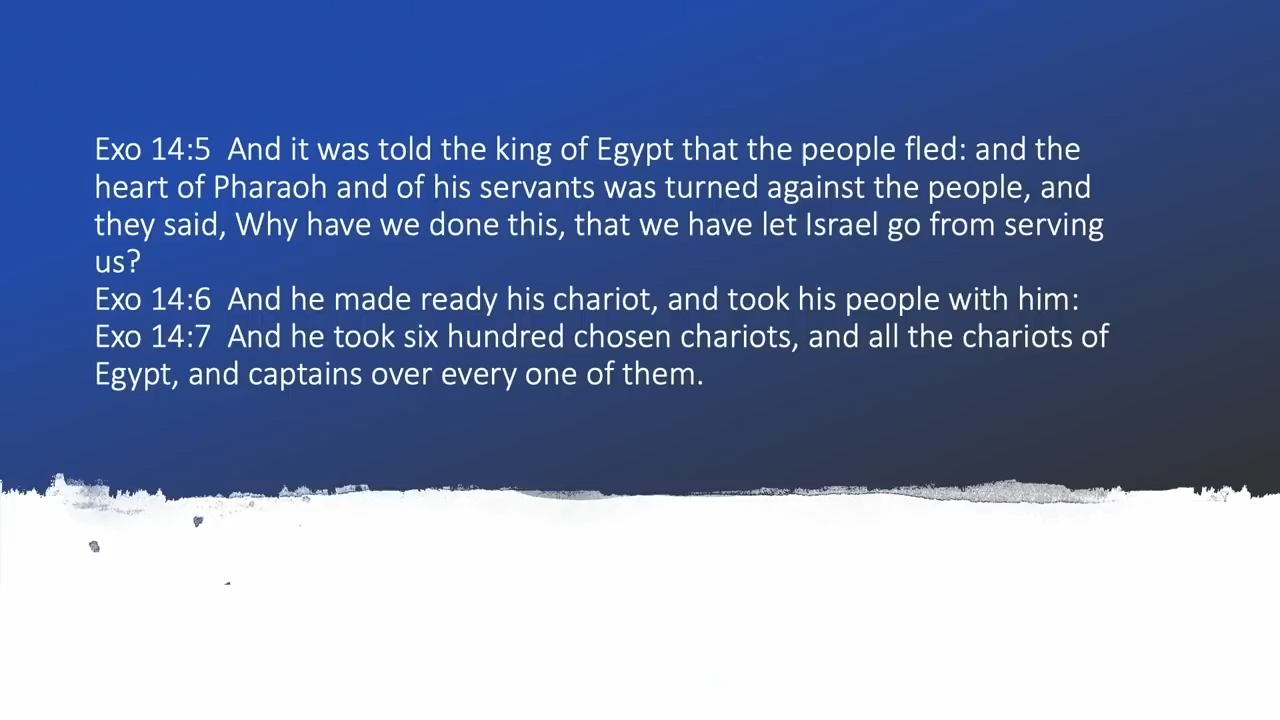 Exo 14:5  And it was told the king of Egypt that the people fled: and the
heart of Pharaoh and of his servants was turned against the people, and
they said, Why have we done this, that we have let Israel go from serving
us?
Exo 14:6  And he made ready his chariot, and took his people with him:
Exo 14:7  And he took six hundred chosen chariots, and all the chariots of
Egypt, and captains over every one of them.